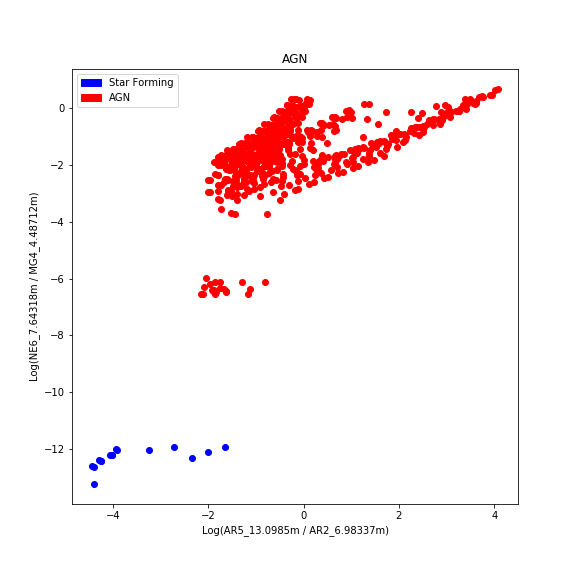 AGN
Star Forming
AGN
Log(NE6_7.64318m / MG4_4.48712m)
0
−2
−4
−6
−8
−10
−12
−4
−2
0
2
4
Log(AR5_13.0985m / AR2_6.98337m)